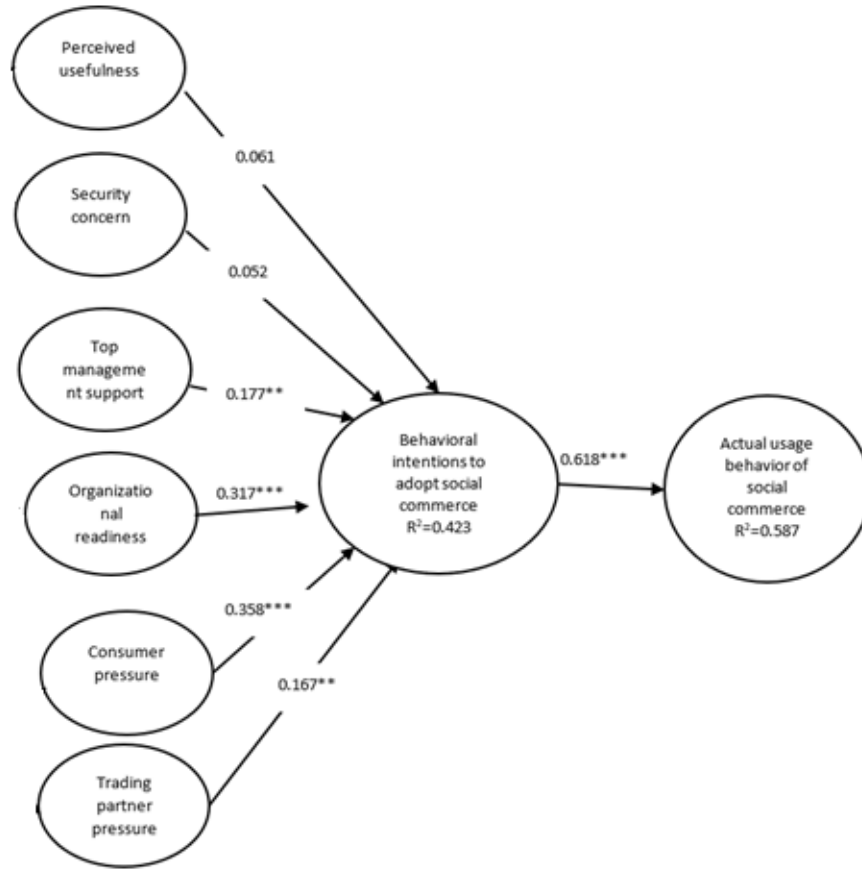 Perceived
usefulness
0.061
Security
concern
0.052
Top
manageme
nt support
0.177**
Organizatio
nal
readiness
0.317***
Behavioral
intentions to
adopt social
commerce
R²=0.423
0.618***
Actual usage
behavior of
social
commerce
R²=0.587
Consumer
pressure
0.358***
0.167**
Trading
partner
pressure